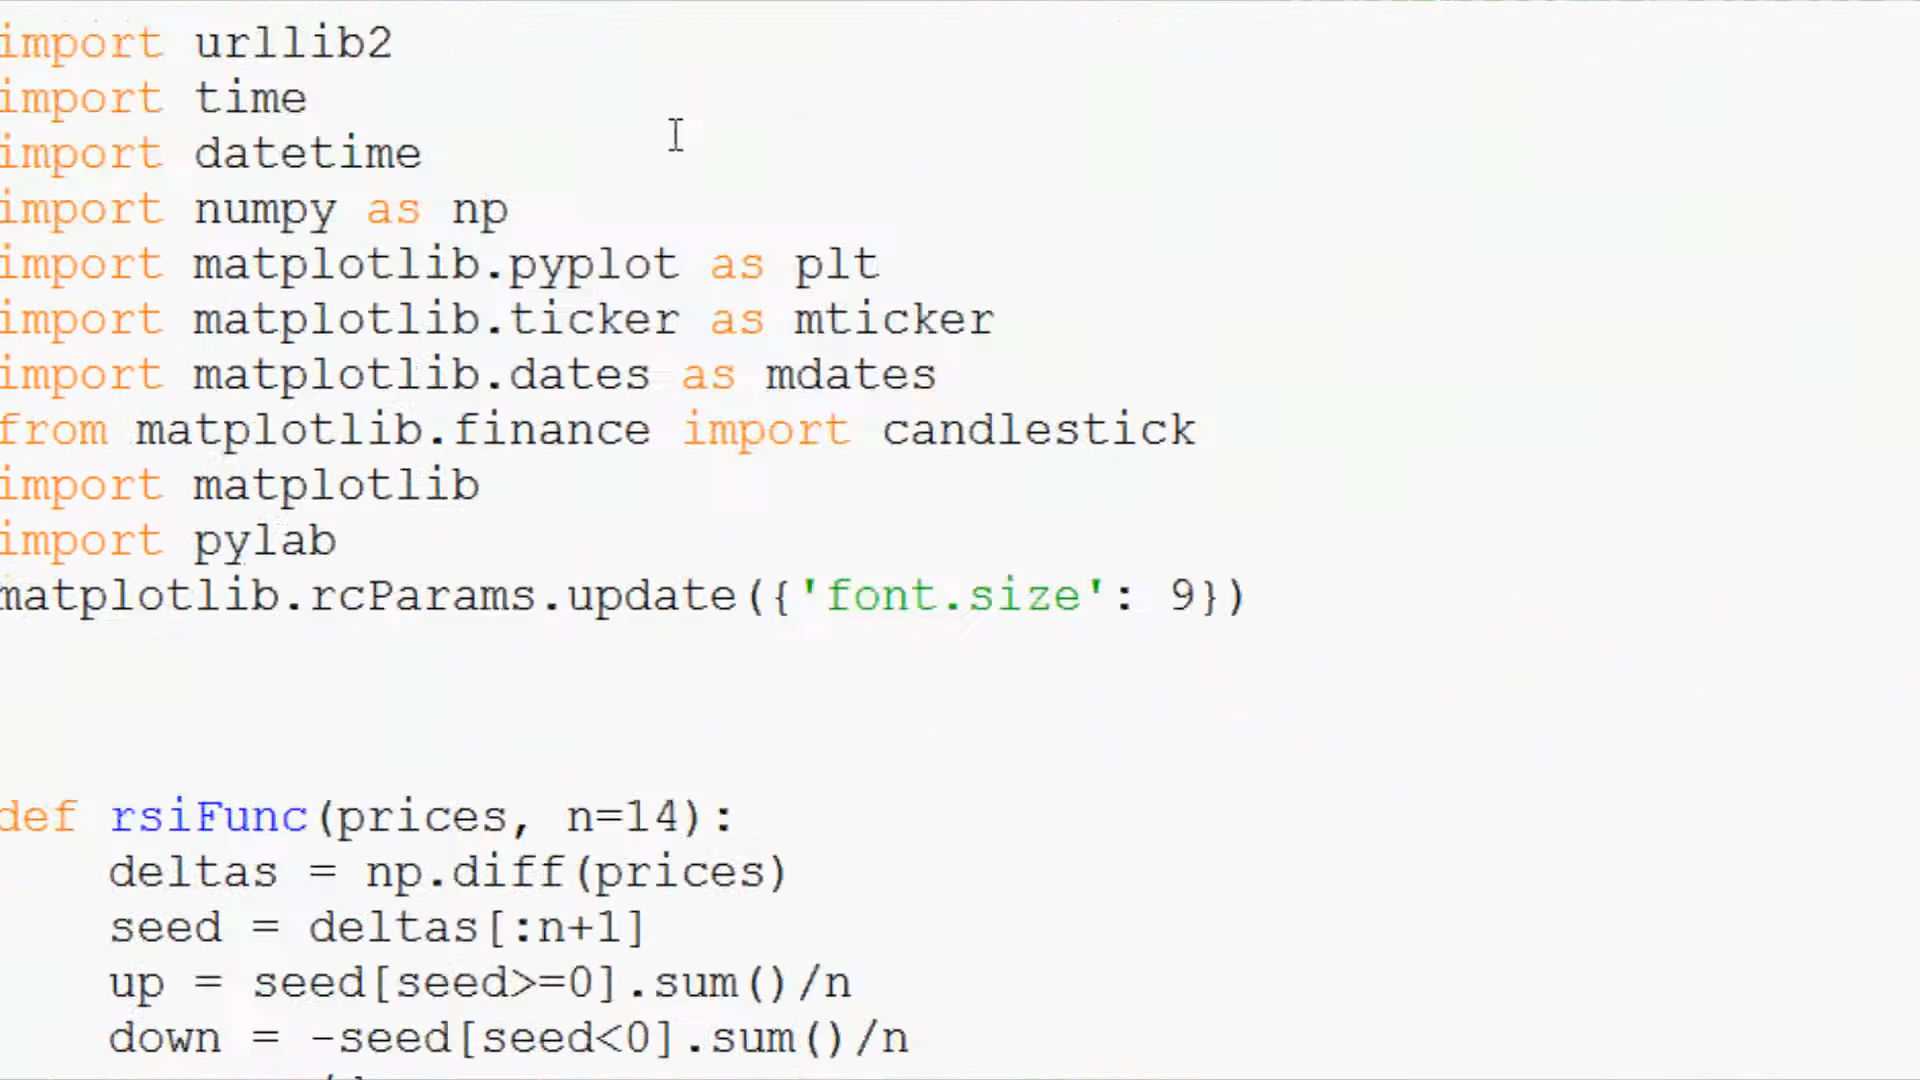 import urllib2
import time
import datetime
import numpy as np
import matplotlib.pyplot as plt
import matplotlib.ticker as mticker
import matplotlib.dates as mdates
from matplotlib.finance import candlestick
import matplotlib
import pylab
matplotlib.rcParams.update({'font.size': 9})
def rsiFunc(prices, n=14):
    deltas = np.diff(prices)
    seed = deltas[:n+1]
    up = seed[seed>=0].sum()/n
    down = -seed[seed<0].sum()/n